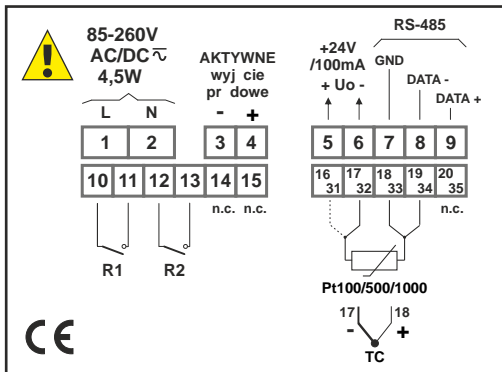 85-260V
AC/DC
4,5W
L N
AKTYWNE
wyj cie
pr dowe
- +
+24V
/100mA
+ Uo -
RS-485
GND
DATA -
DATA +
1 2 3 4 5 6 7 8 9
10 11 12 13 14 15 16 31 17 32 18 33 19 34 20 35
n.c. n.c. n.c.
R1 R2
Pt100/500/1000
17 18
- +
TC
CE